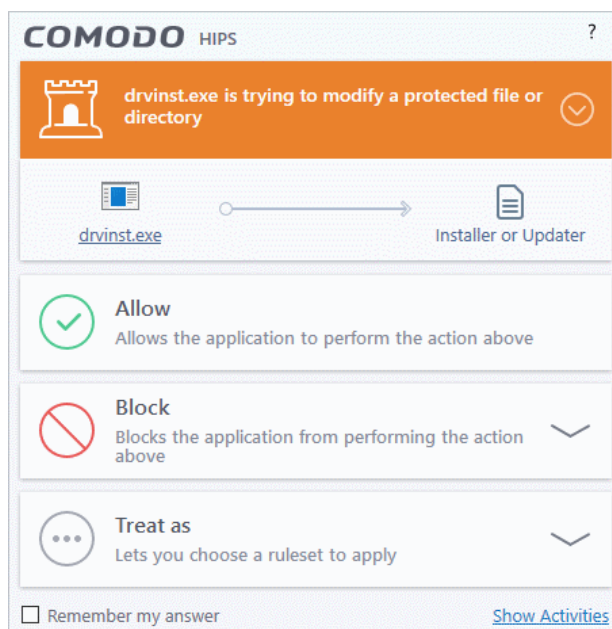 COMODO HIPS ?
drvinst.exe is trying to modify a protected file or
directory
drvinst.exe
Installer or Updater
Allow
Allows the application to perform the action above
Block
Blocks the application from performing the action
above
Treat as
Lets you choose a ruleset to apply
Remember my answer
Show Activities